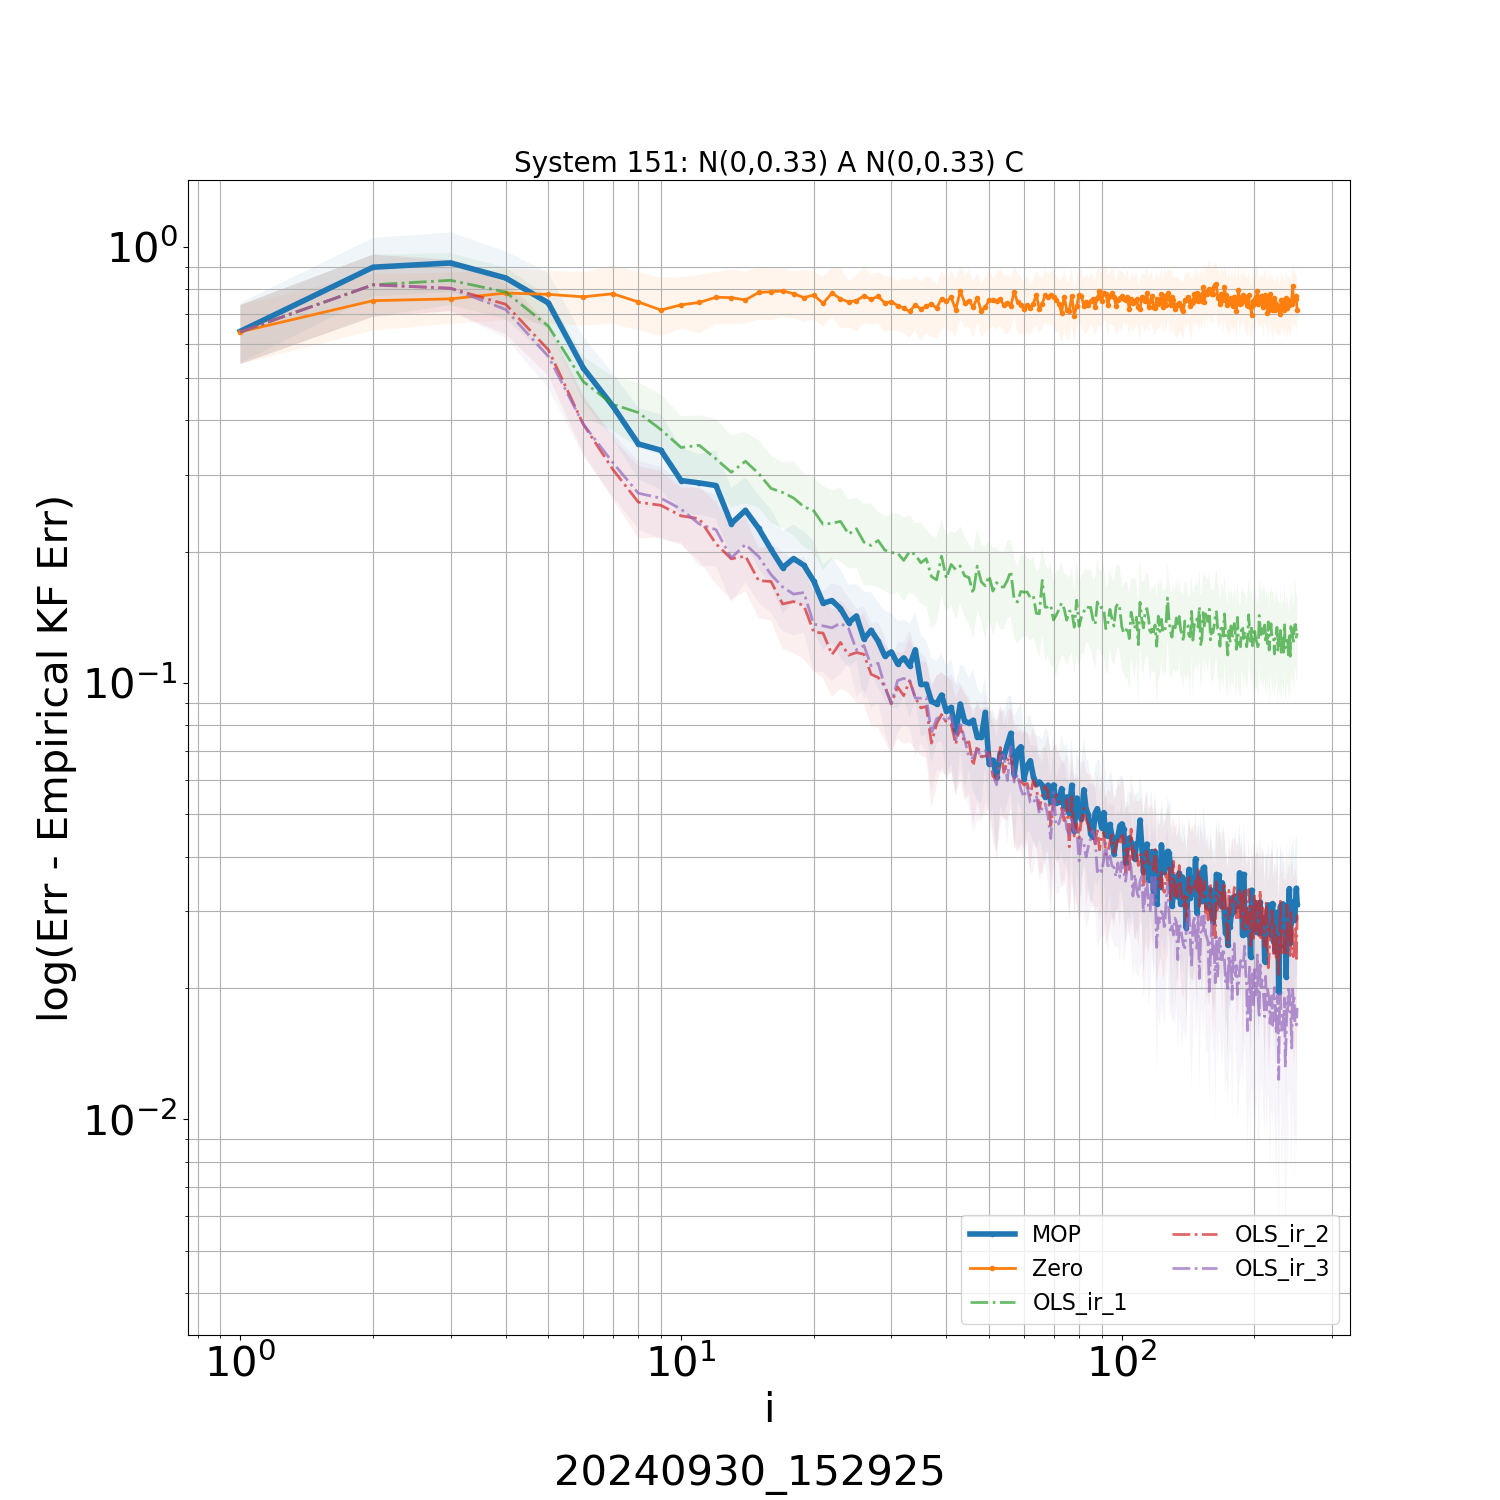 System 151: N(0,0.33) A N(0,0.33) C
log(Err - Empirical KF Err)
10⁰
10⁻¹
10⁻²
MOP
Zero
OLS_ir_1
OLS_ir_2
OLS_ir_3
10⁰ 10¹ 10²
i
20240930_152925